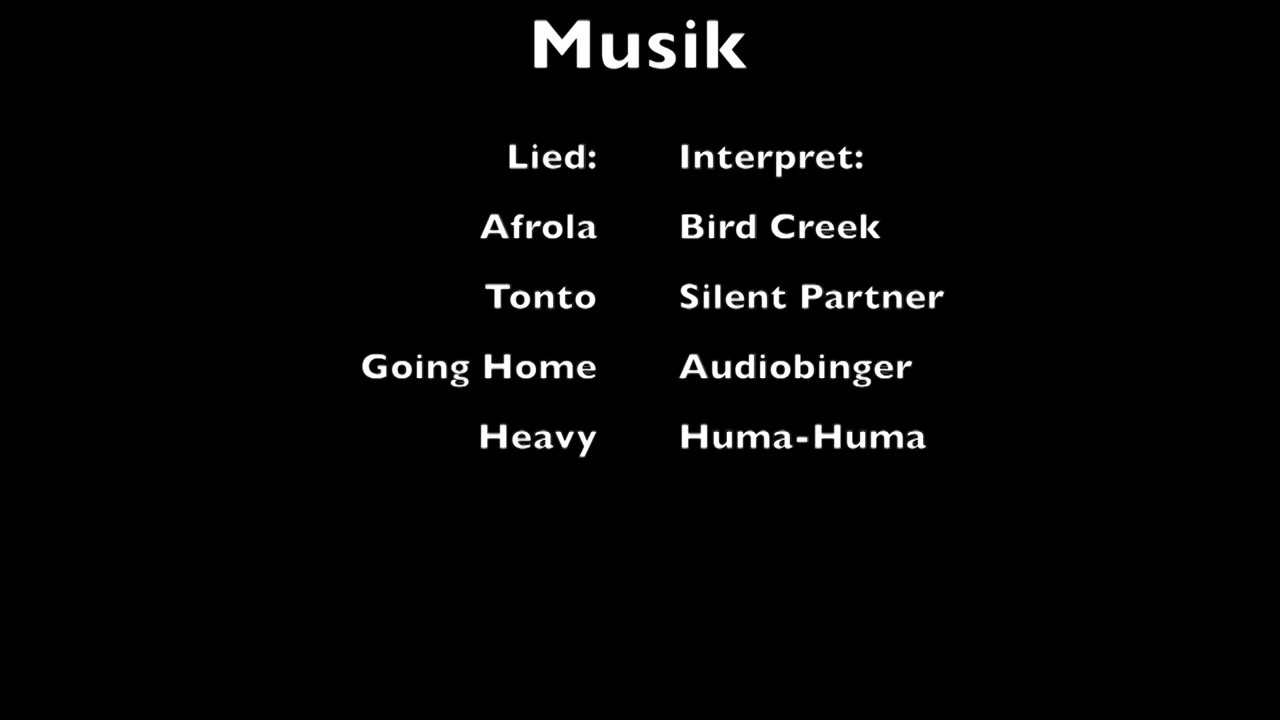 Musik
Lied: Interpret:
Afrola Bird Creek
Tonto Silent Partner
Going Home Audiobinger
Heavy Huma-Huma